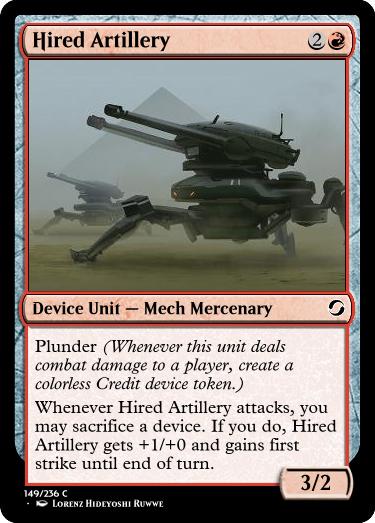 Hired Artillery 2
Device Unit — Mech Mercenary
Plunder (Whenever this unit deals
combat damage to a player, create a
colorless Credit device token.)
Whenever Hired Artillery attacks, you
may sacrifice a device. If you do, Hired
Artillery gets +1/+0 and gains first
strike until end of turn.
3/2
149/236 C
· Lorenz Hideyoshi Ruwwe